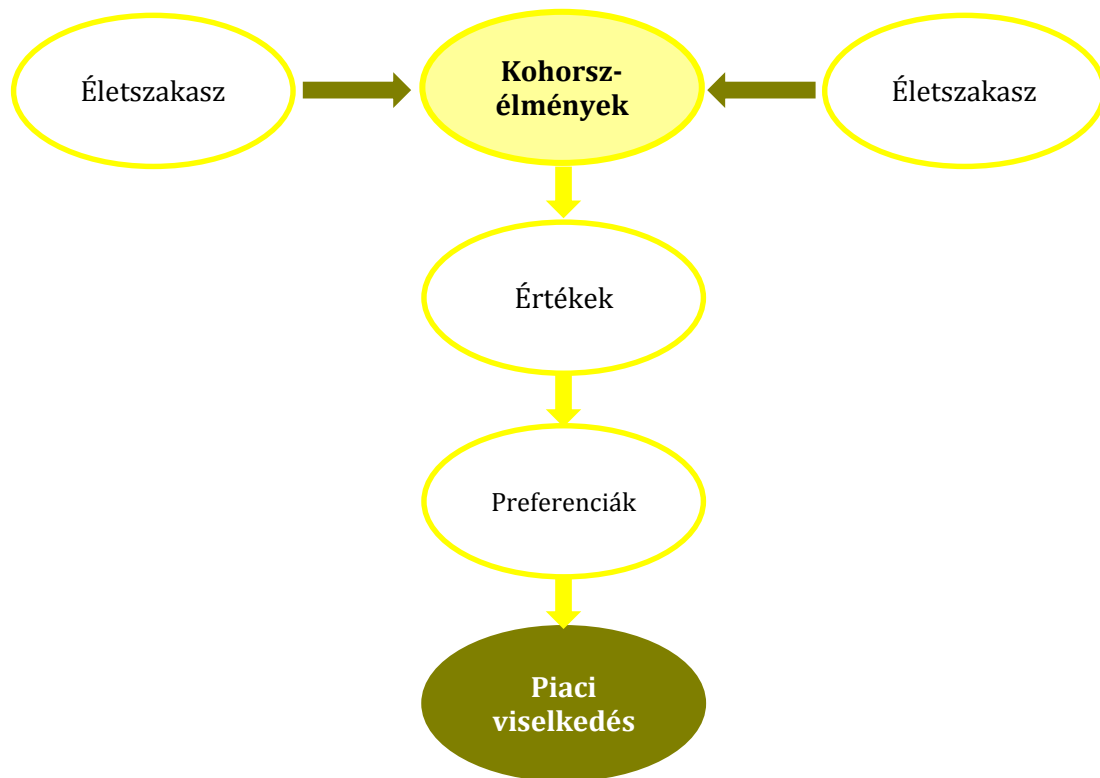 Életszakasz
Kohorsz-
élmények
Életszakasz
Értékek
Preferenciák
Piaci
viselkedés